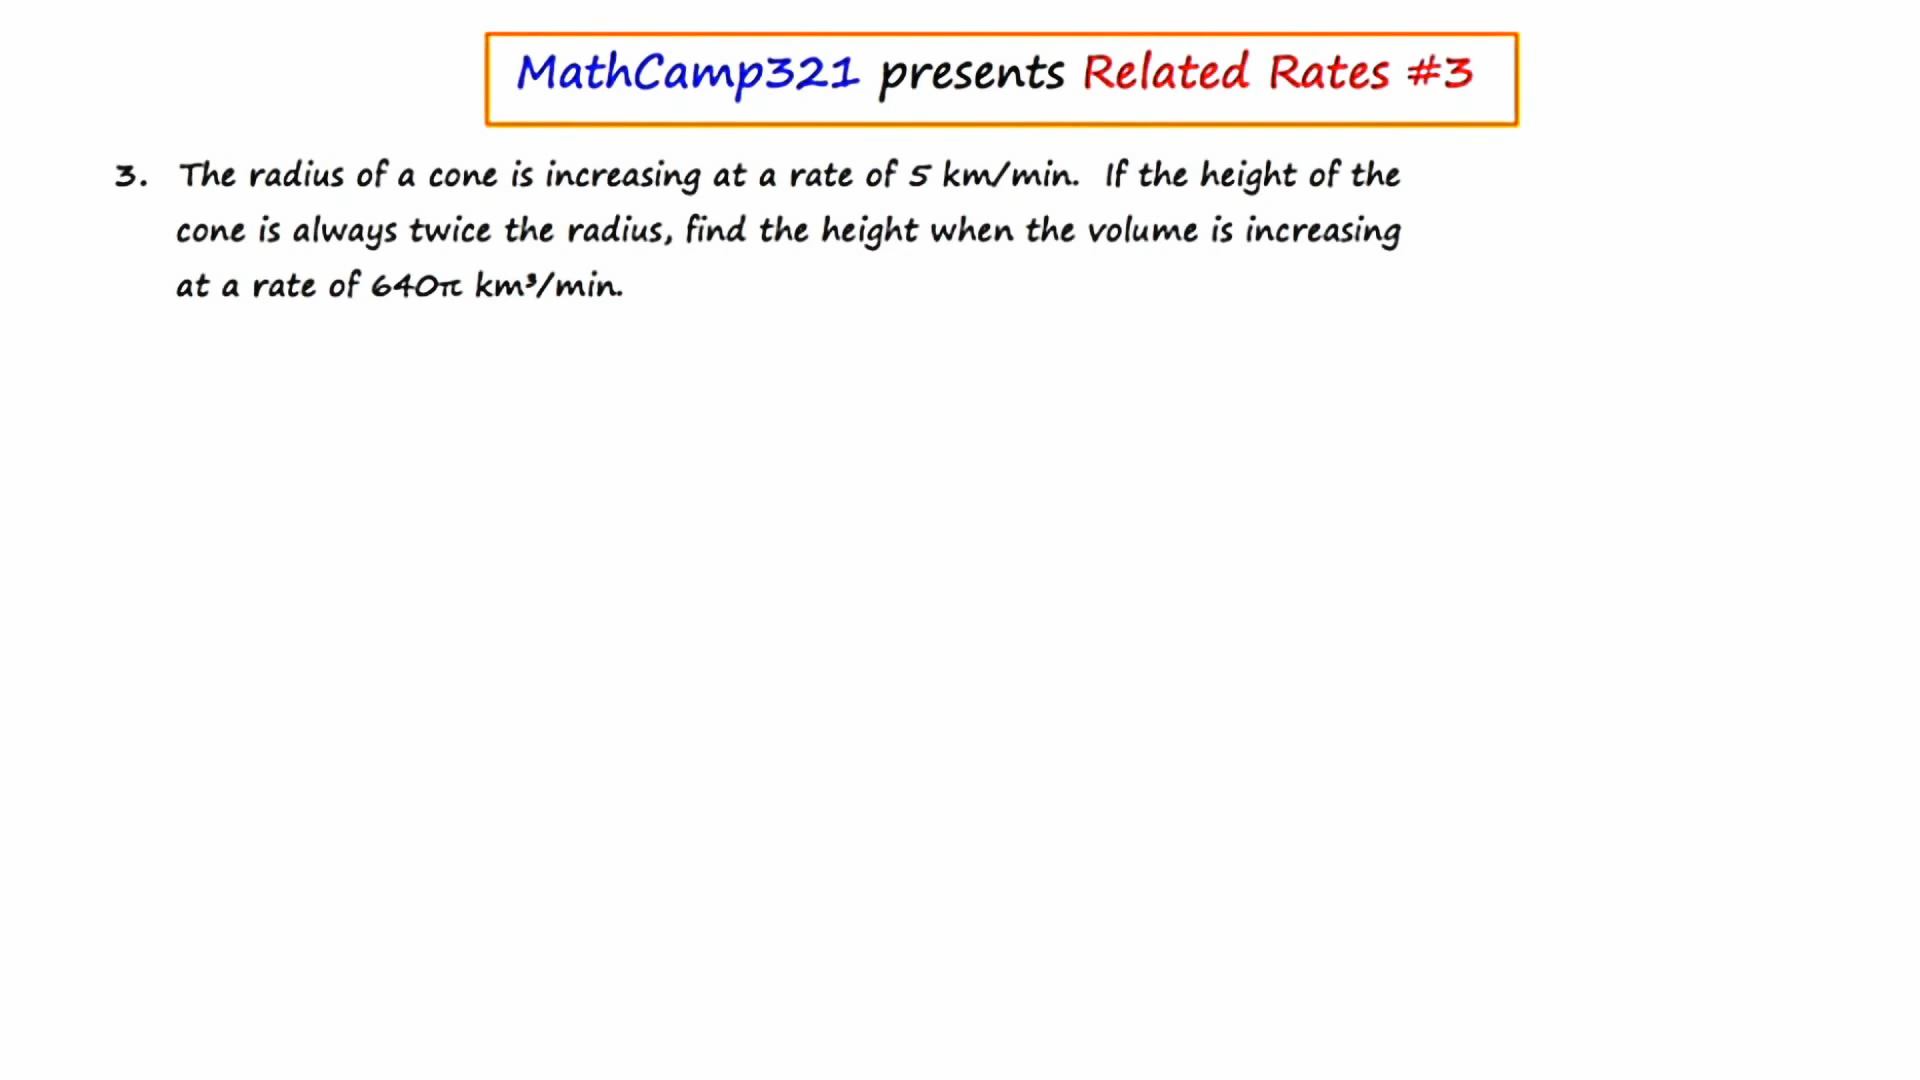 MathCamp321 presents Related Rates #3
3. The radius of a cone is increasing at a rate of 5 km/min. If the height of the
cone is always twice the radius, find the height when the volume is increasing
at a rate of 640π km³/min.